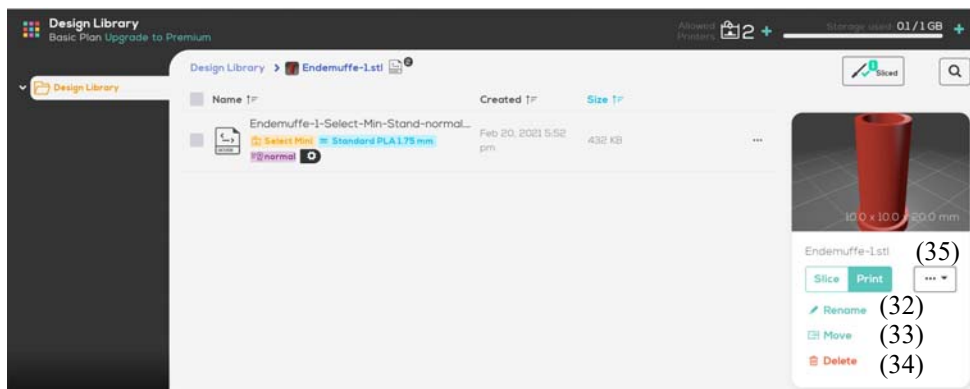 Design Library
Basic Plan Upgrade to Premium
Allowed Printers 2 +
Storage used 0.1 / 1 GB +
Design Library
Design Library > Endemuffe-1.stl
Sliced
Name
Created
Size
Endemuffe-1-Select-Min-Stand-normal...
Select Mini Standard PLA 1.75 mm
normal
Feb 20, 2021 5:52
pm
432 KB
...
10.0 x 10.0 x 20.0 mm
Endemuffe-1.stl (35)
Slice Print ...
Rename (32)
Move (33)
Delete (34)